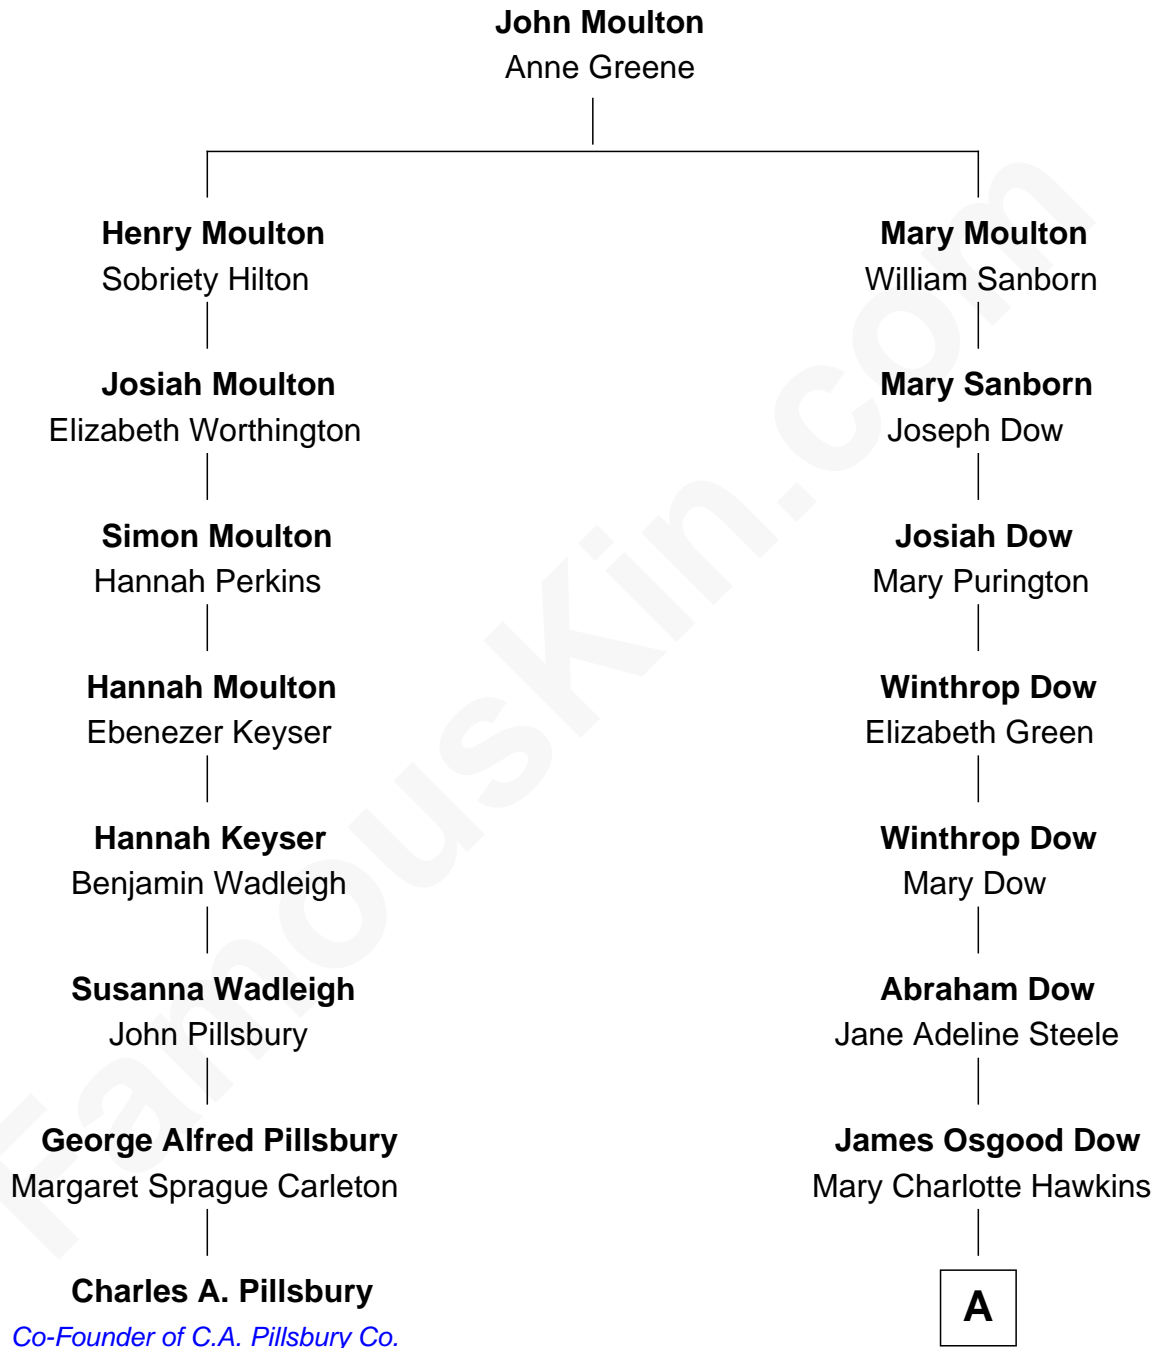 John Moulton
Anne Greene
Henry Moulton
Sobriety Hilton
Mary Moulton
William Sanborn
Josiah Moulton
Elizabeth Worthington
Mary Sanborn
Joseph Dow
Simon Moulton
Hannah Perkins
Josiah Dow
Mary Purington
Hannah Moulton
Ebenezer Keyser
Winthrop Dow
Elizabeth Green
Hannah Keyser
Benjamin Wadleigh
Winthrop Dow
Mary Dow
Susanna Wadleigh
John Pillsbury
Abraham Dow
Jane Adeline Steele
George Alfred Pillsbury
Margaret Sprague Carleton
James Osgood Dow
Mary Charlotte Hawkins
Charles A. Pillsbury
Co-Founder of C.A. Pillsbury Co.
A
FamousKin.com